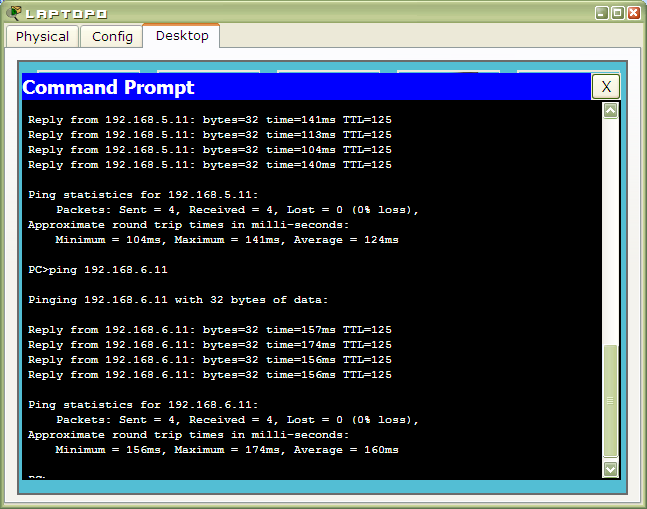 LAPTOP0
Physical Config Desktop
Command Prompt X
Reply from 192.168.5.11: bytes=32 time=141ms TTL=125
Reply from 192.168.5.11: bytes=32 time=113ms TTL=125
Reply from 192.168.5.11: bytes=32 time=104ms TTL=125
Reply from 192.168.5.11: bytes=32 time=140ms TTL=125
Ping statistics for 192.168.5.11:
Packets: Sent = 4, Received = 4, Lost = 0 (0% loss),
Approximate round trip times in milli-seconds:
Minimum = 104ms, Maximum = 141ms, Average = 124ms
PC>ping 192.168.6.11
Pinging 192.168.6.11 with 32 bytes of data:
Reply from 192.168.6.11: bytes=32 time=157ms TTL=125
Reply from 192.168.6.11: bytes=32 time=174ms TTL=125
Reply from 192.168.6.11: bytes=32 time=156ms TTL=125
Reply from 192.168.6.11: bytes=32 time=156ms TTL=125
Ping statistics for 192.168.6.11:
Packets: Sent = 4, Received = 4, Lost = 0 (0% loss),
Approximate round trip times in milli-seconds:
Minimum = 156ms, Maximum = 174ms, Average = 160ms
PC>